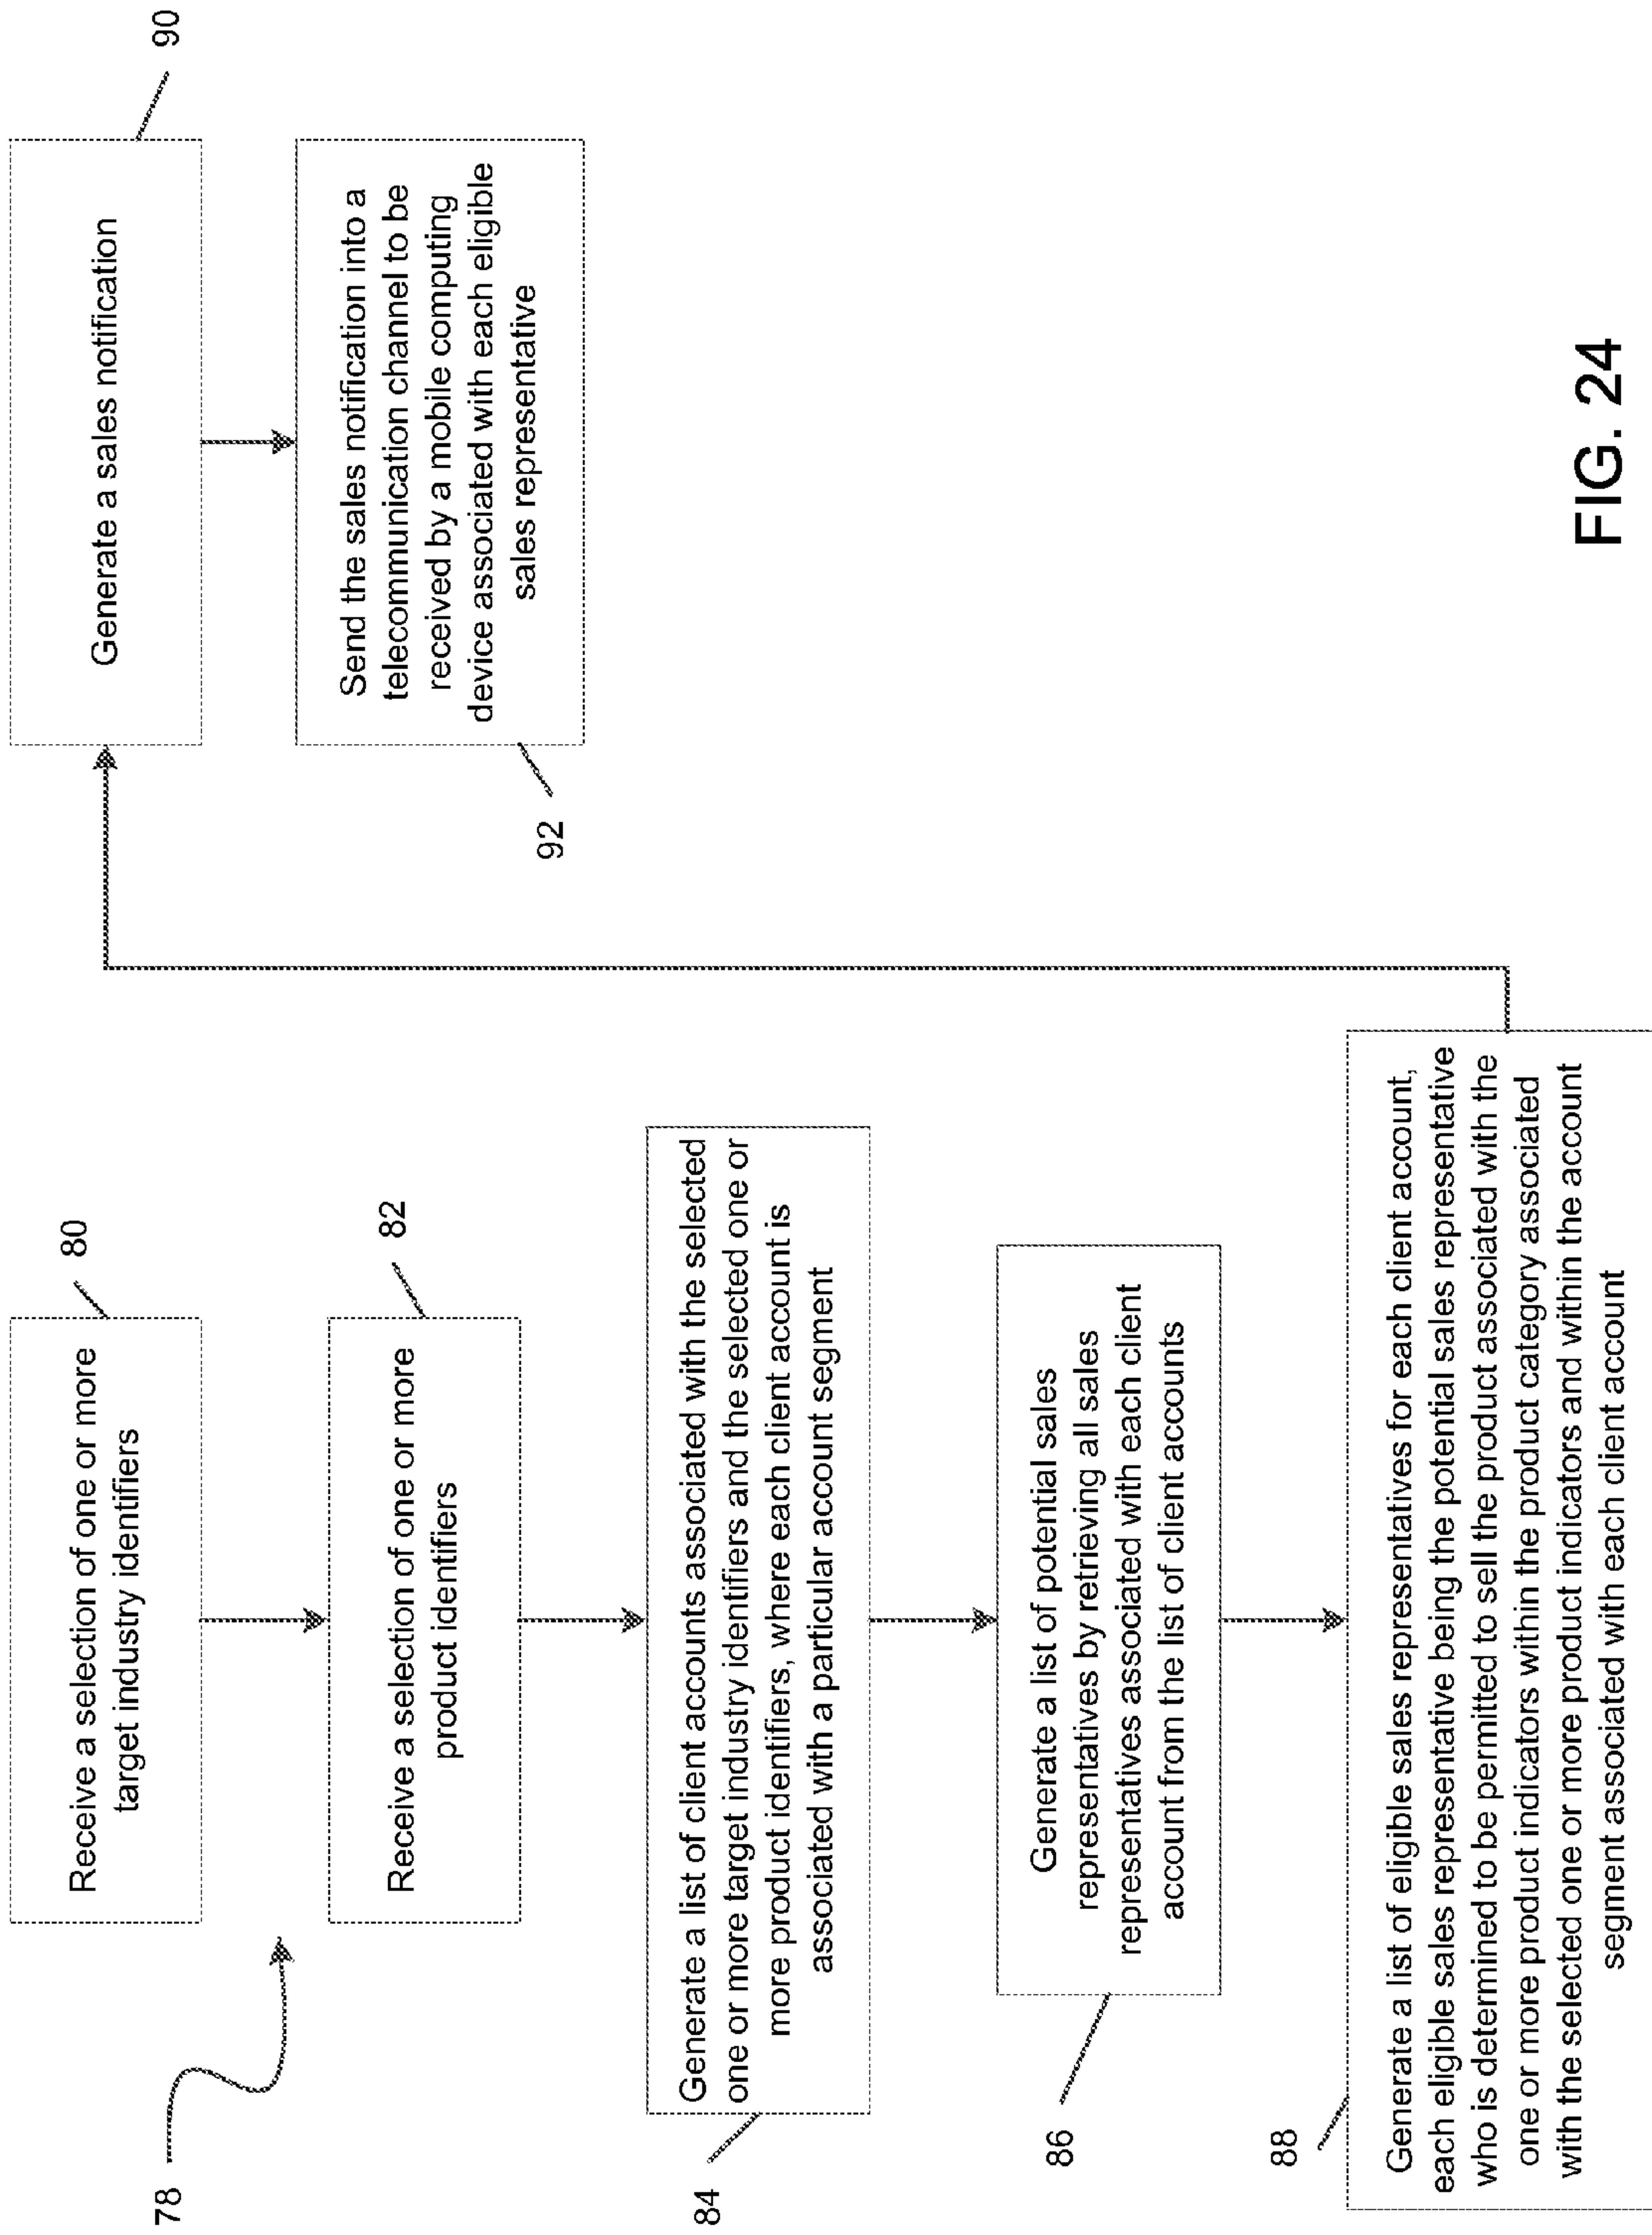 78
80
Receive a selection of one or more
target industry identifiers
82
Receive a selection of one or more
product identifiers
84
Generate a list of client accounts associated with the selected
one or more target industry identifiers and the selected one or
more product identifiers, where each client account is
associated with a particular account segment
86
Generate a list of potential sales
representatives by retrieving all sales
representatives associated with each client
account from the list of client accounts
88
Generate a list of eligible sales representatives for each client account,
each eligible sales representative being the potential sales representative
who is determined to be permitted to sell the product associated with the
one or more product indicators within the product category associated
with the selected one or more product indicators and within the account
segment associated with each client account
90
Generate a sales notification
92
Send the sales notification into a
telecommunication channel to be
received by a mobile computing
device associated with each eligible
sales representative
FIG. 24